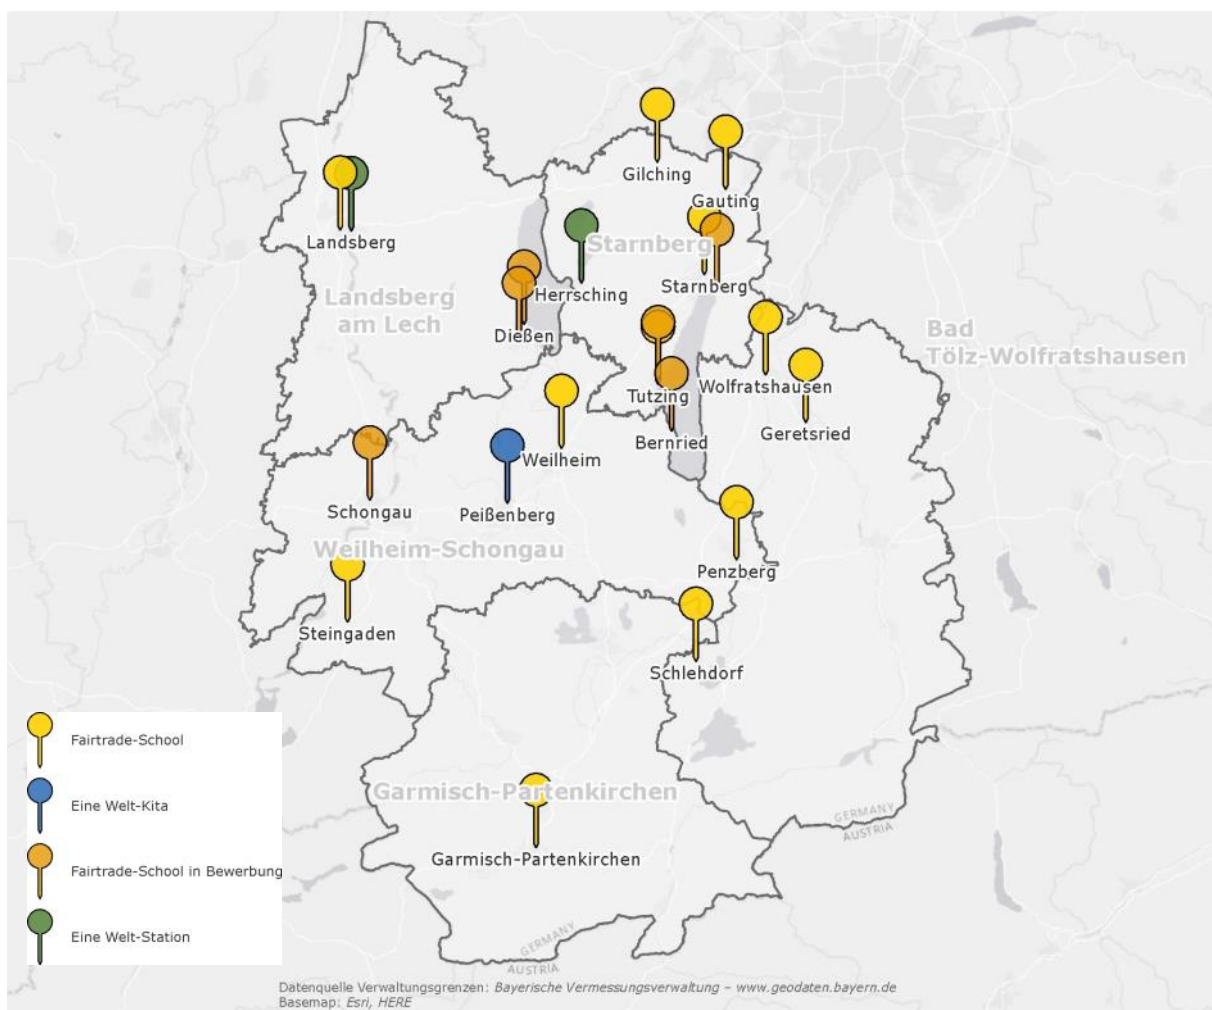 Gilching
Gauting
Landsberg
Starnberg
Herrsching
Starnberg
Landsberg
am Lech
Dießen
Bad
Tölz-Wolfratshausen
Wolfratshausen
Tutzing
Geretsried
Bernried
Weilheim
Schongau
Peißenberg
Weilheim-Schongau
Penzberg
Steingaden
Schlehdorf
Garmisch-Partenkirchen
Garmisch-Partenkirchen
GERMANY
AUSTRIA
GERMANY
AUSTRIA
Fairtrade-School
Eine Welt-Kita
Fairtrade-School in Bewerbung
Eine Welt-Station
Datenquelle Verwaltungsgrenzen: Bayerische Vermessungsverwaltung – www.geodaten.bayern.de
Basemap: Esri, HERE